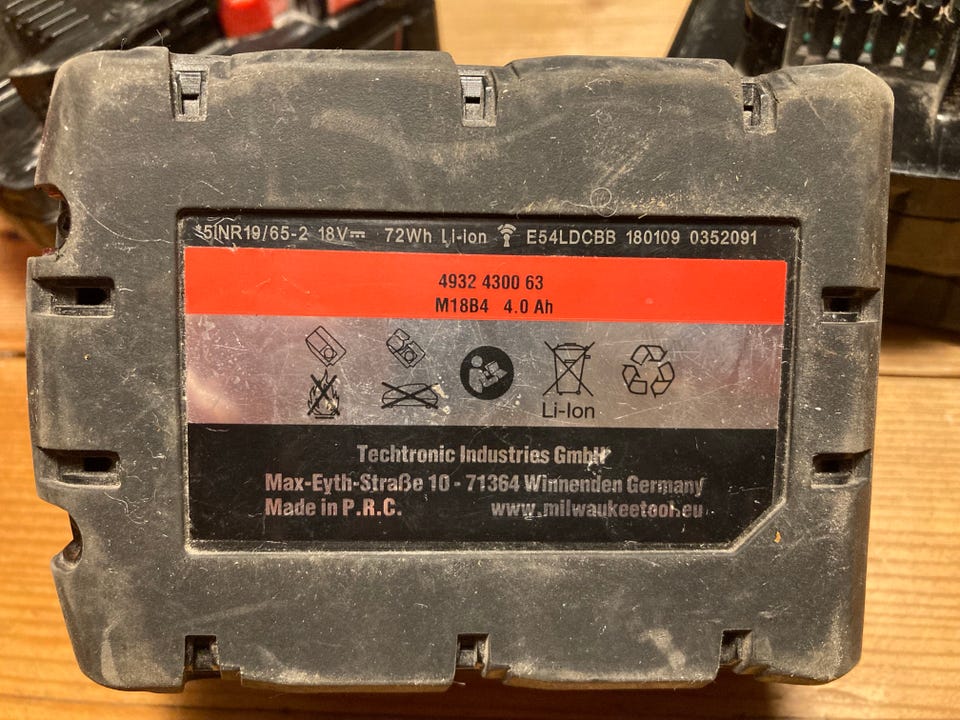 5INR19/65-2 18V⎓ 72Wh Li-ion E54LDCBB 180109 0352091
4932 4300 63
M18B4 4.0 Ah
Li-Ion
Techtronic Industries GmbH
Max-Eyth-Straße 10 - 71364 Winnenden Germany
Made in P.R.C. www.milwaukeetool.eu